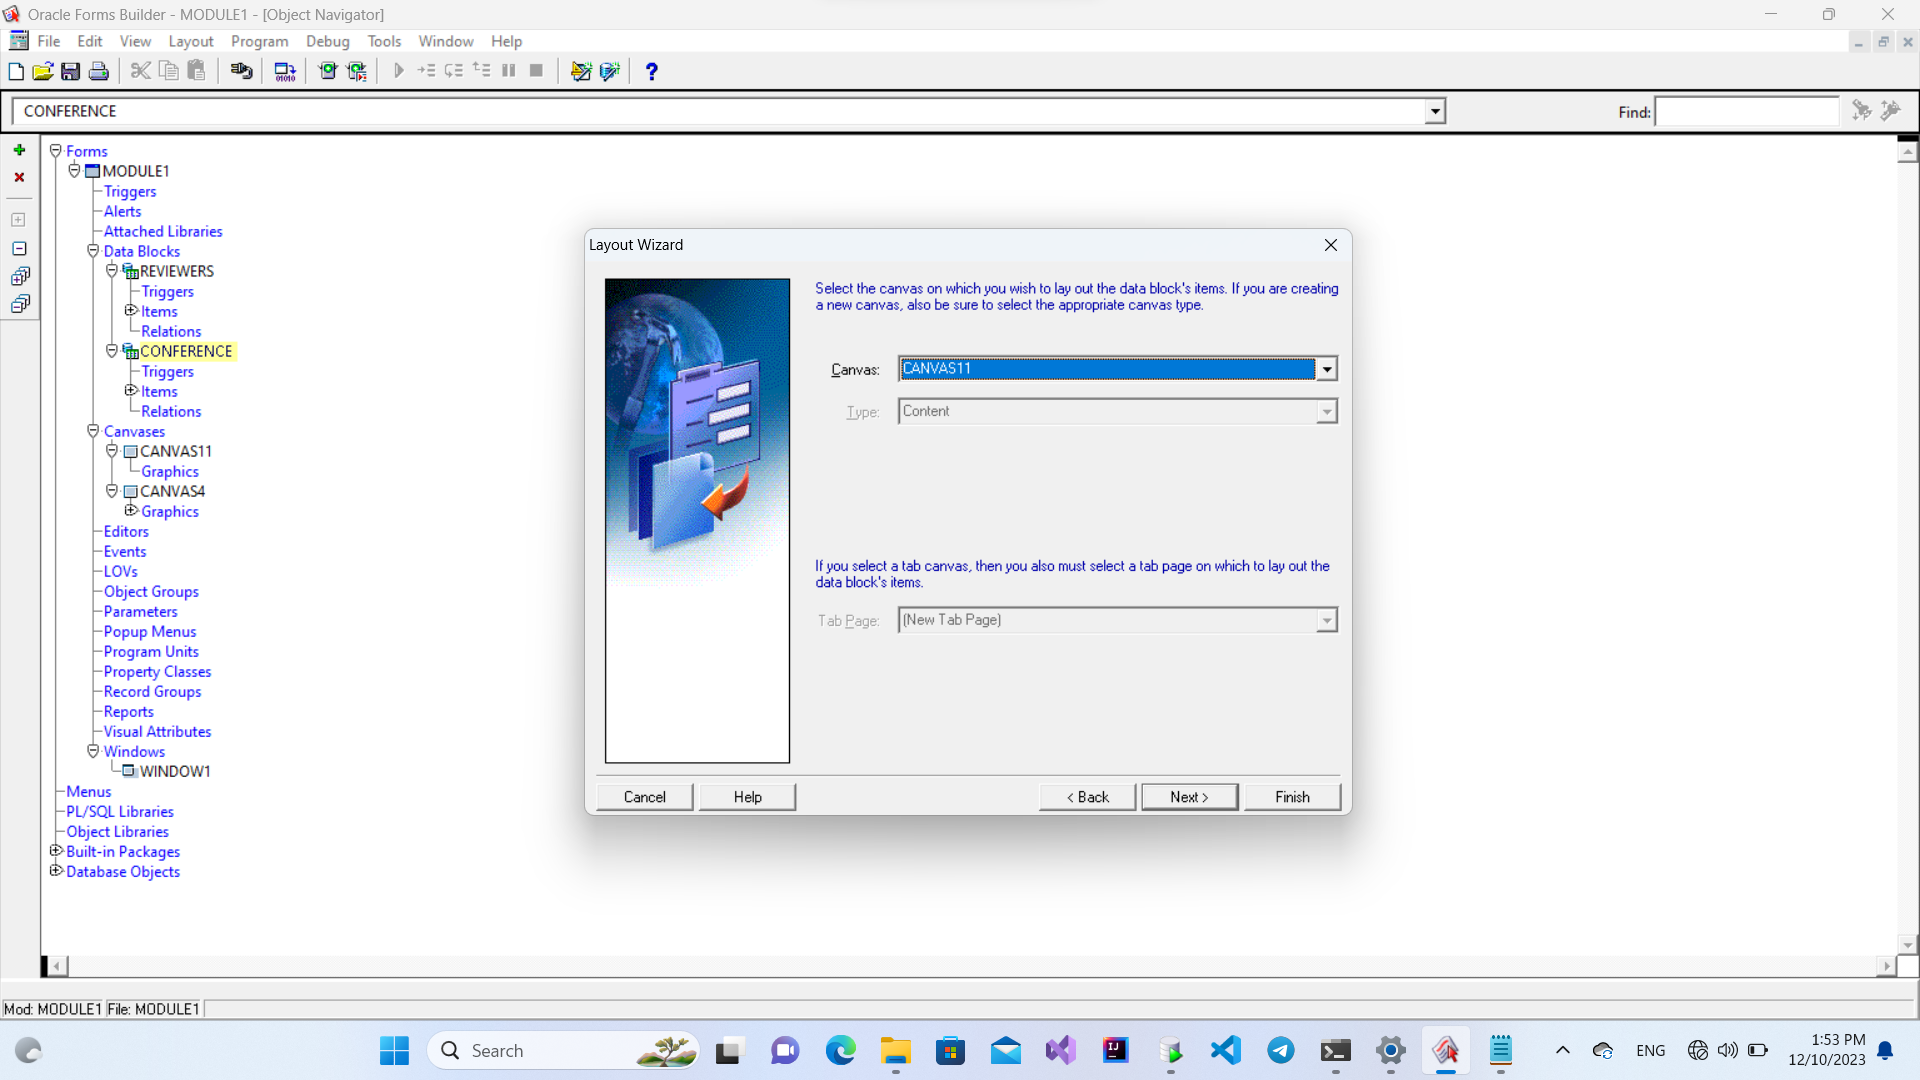 Oracle Forms Builder - MODULE1 - [Object Navigator]
File Edit View Layout Program Debug Tools Window Help
CONFERENCE
Find:
Forms
MODULE1
Triggers
Alerts
Attached Libraries
Data Blocks
REVIEWERS
Triggers
Items
Relations
CONFERENCE
Triggers
Items
Relations
Canvases
CANVAS11
Graphics
CANVAS4
Graphics
Editors
Events
LOVs
Object Groups
Parameters
Popup Menus
Program Units
Property Classes
Record Groups
Reports
Visual Attributes
Windows
WINDOW1
Menus
PL/SQL Libraries
Object Libraries
Built-in Packages
Database Objects
Layout Wizard
Select the canvas on which you wish to lay out the data block's items. If you are creating
a new canvas, also be sure to select the appropriate canvas type.
Canvas: CANVAS11
Type: Content
If you select a tab canvas, then you also must select a tab page on which to lay out the
data block's items.
Tab Page: (New Tab Page)
Cancel Help < Back Next > Finish
Mod: MODULE1 File: MODULE1
Search
ENG
1:53 PM
12/10/2023